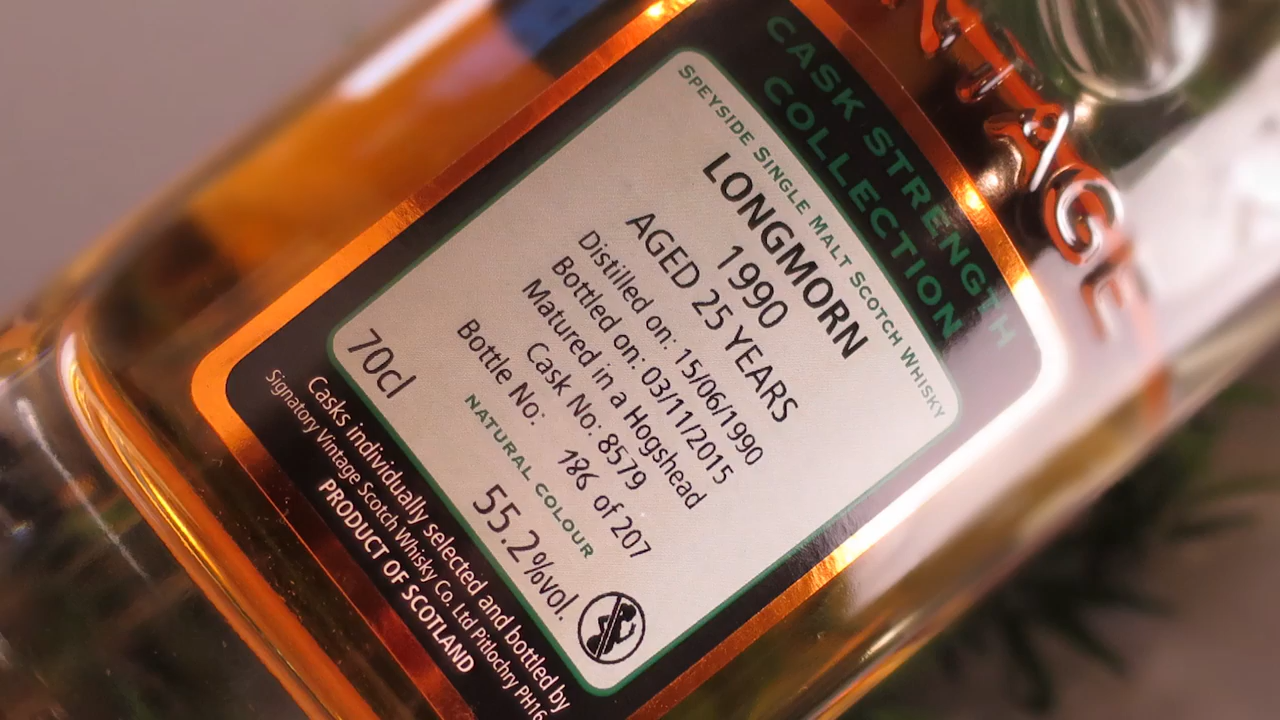 CASK STRENGTH
COLLECTION
SPEYSIDE SINGLE MALT SCOTCH WHISKY
LONGMORN
1990
AGED 25 YEARS
Distilled on: 15/06/1990
Bottled on: 03/11/2015
Matured in a Hogshead
Cask No: 8579
Bottle No: 186 of 207
NATURAL COLOUR
70cl 55.2%vol.
Casks individually selected and bottled by
Signatory Vintage Scotch Whisky Co. Ltd Pitlochry PH16
PRODUCT OF SCOTLAND